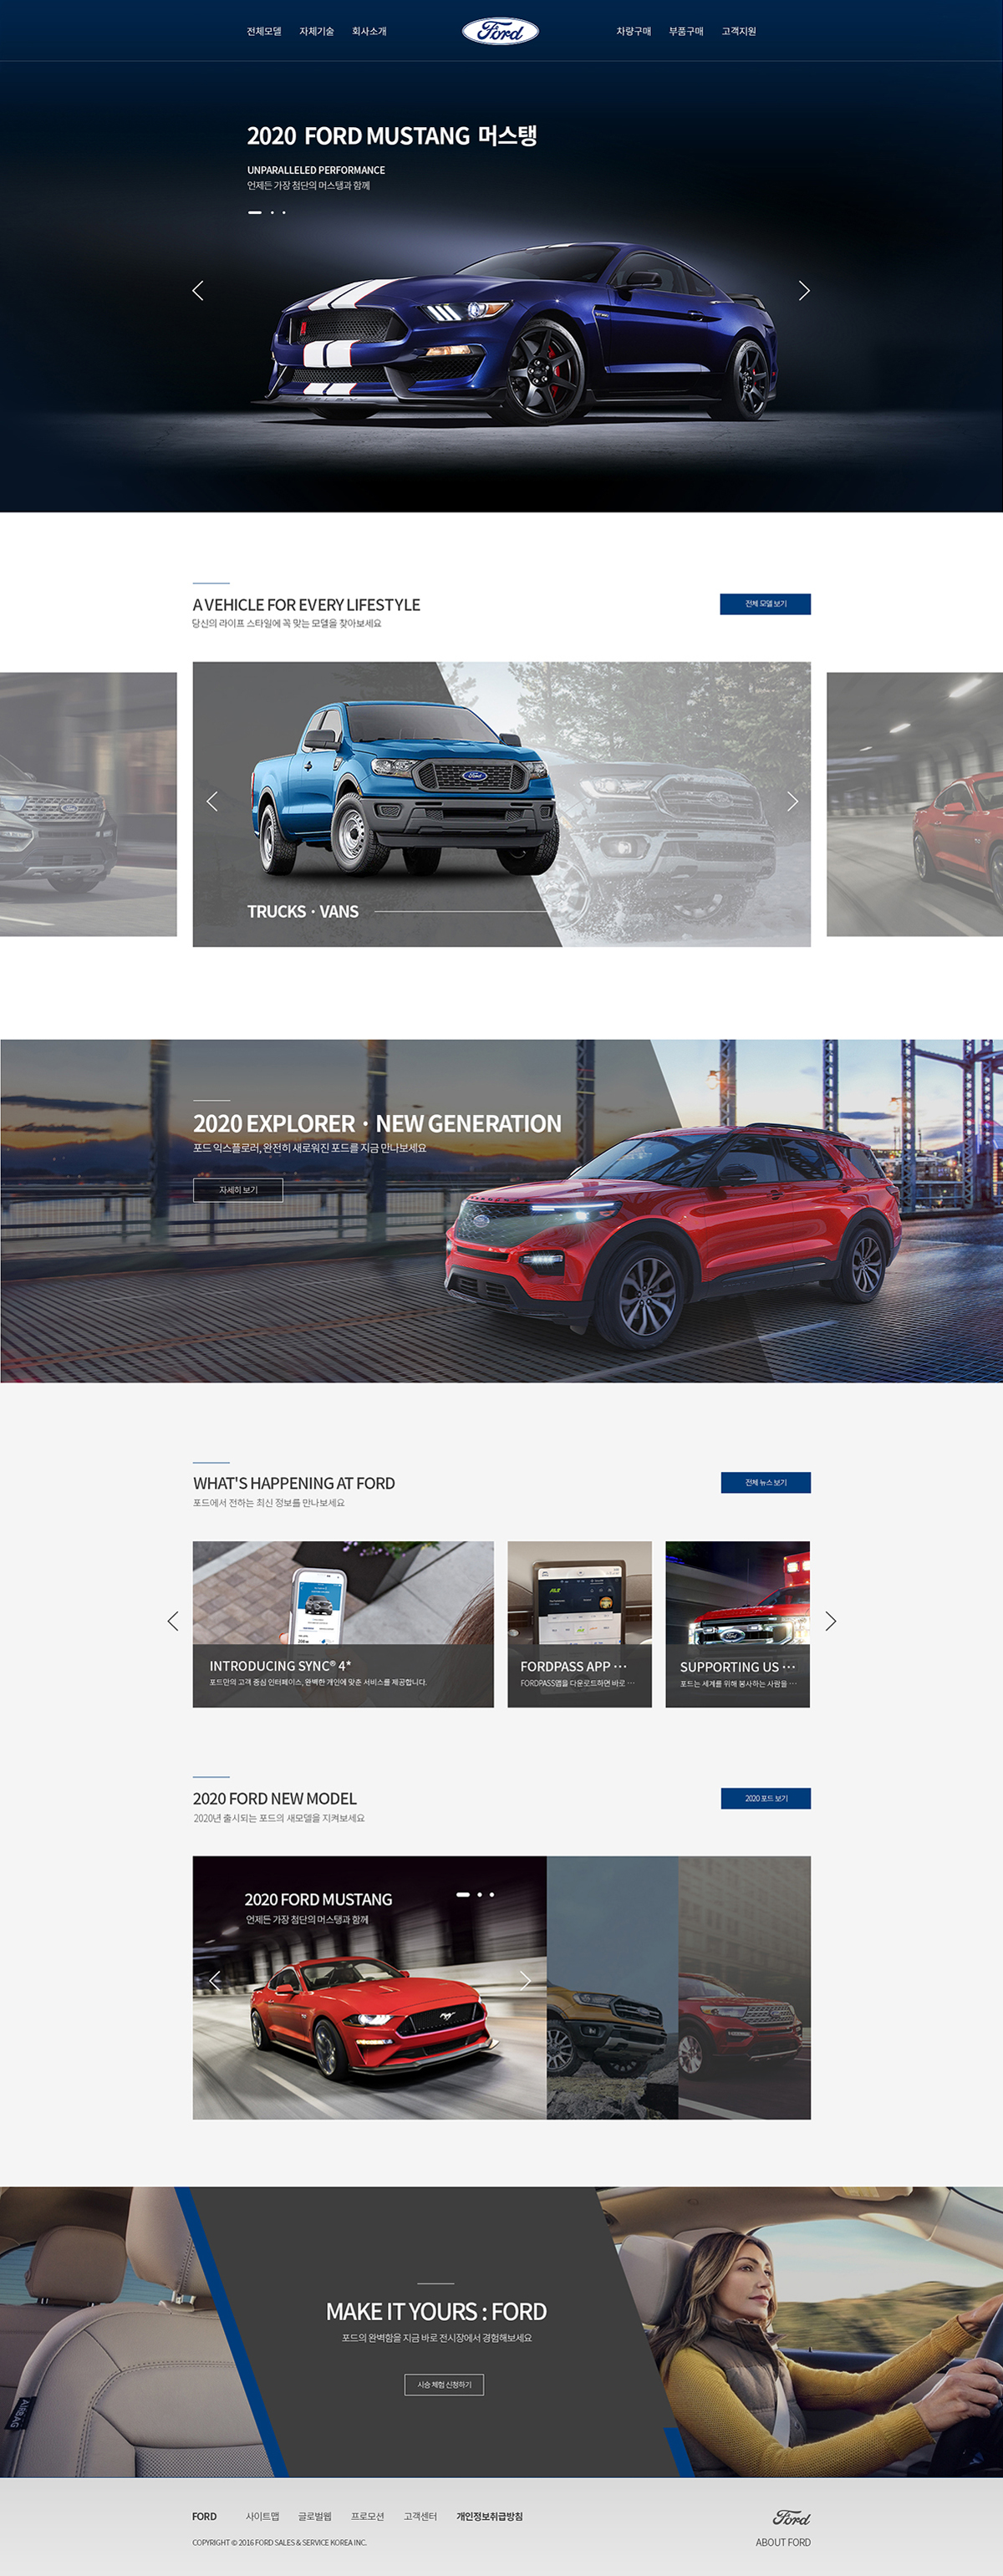 전체모델 자체기술 회사소개 Ford 차량구매 부품구매 고객지원
2020 FORD MUSTANG 머스탱
UNPARALLELED PERFORMANCE
언제든 가장 첨단의 머스탱과 함께
A VEHICLE FOR EVERY LIFESTYLE
전체 모델 보기
당신의 라이프 스타일에 꼭 맞는 모델을 찾아보세요
Ford
TRUCKS · VANS
2020 EXPLORER · NEW GENERATION
포드 익스플로러, 완전히 새로워진 포드를 지금 만나보세요
자세히 보기
WHAT'S HAPPENING AT FORD
전체 뉴스 보기
포드에서 전하는 최신 정보를 만나보세요
INTRODUCING SYNC® 4*
포드만의 고객 중심 인터페이스, 완벽한 개인에 맞춘 서비스를 제공합니다.
FORDPASS APP ···
FORDPASS앱을 다운로드하면 바로 ···
Ford
SUPPORTING US ···
포드는 세계를 위해 봉사하는 사람을 ···
2020 FORD NEW MODEL
2020 포드 보기
2020년 출시되는 포드의 새모델을 지켜보세요
2020 FORD MUSTANG
언제든 가장 첨단의 머스탱과 함께
MAKE IT YOURS : FORD
포드의 완벽함을 지금 바로 전시장에서 경험해보세요
시승 체험 신청하기
AIRBAG
FORD 사이트맵 글로벌웹 프로모션 고객센터 개인정보취급방침
Ford
COPYRIGHT © 2016 FORD SALES & SERVICE KOREA INC.
ABOUT FORD